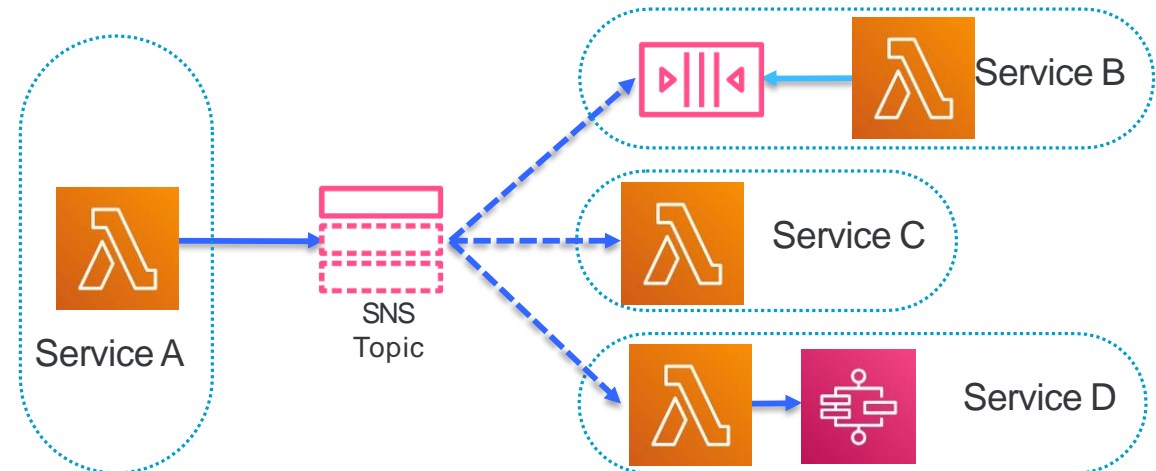 Service A
SNS
Topic
Service B
Service C
Service D